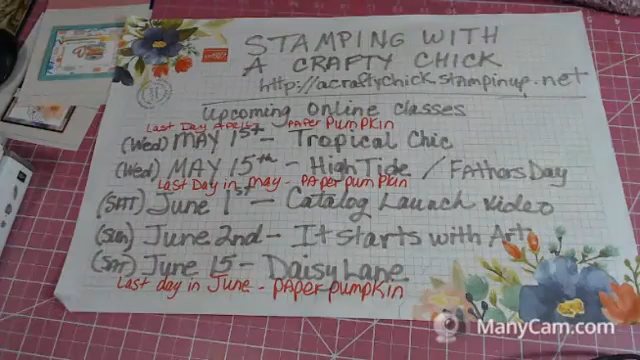 STAMPING WITH
A CRAFTY CHICK
http://acraftychick.stampinup.net
upcoming online classes
Last Day April - PAPER PUMPKIN
(Wed) MAY 1st - Tropical Chic
(Wed) MAY 15th - High Tide / FAthers Day
Last Day in May - PAPER PUMPKIN
(SAT) June 1st - Catalog Launch video
(Sun) June 2nd - It starts with Art
(SAT) June 15 - Daisy Lane
Last day in June - PAPER PUMPKIN
ManyCam.com